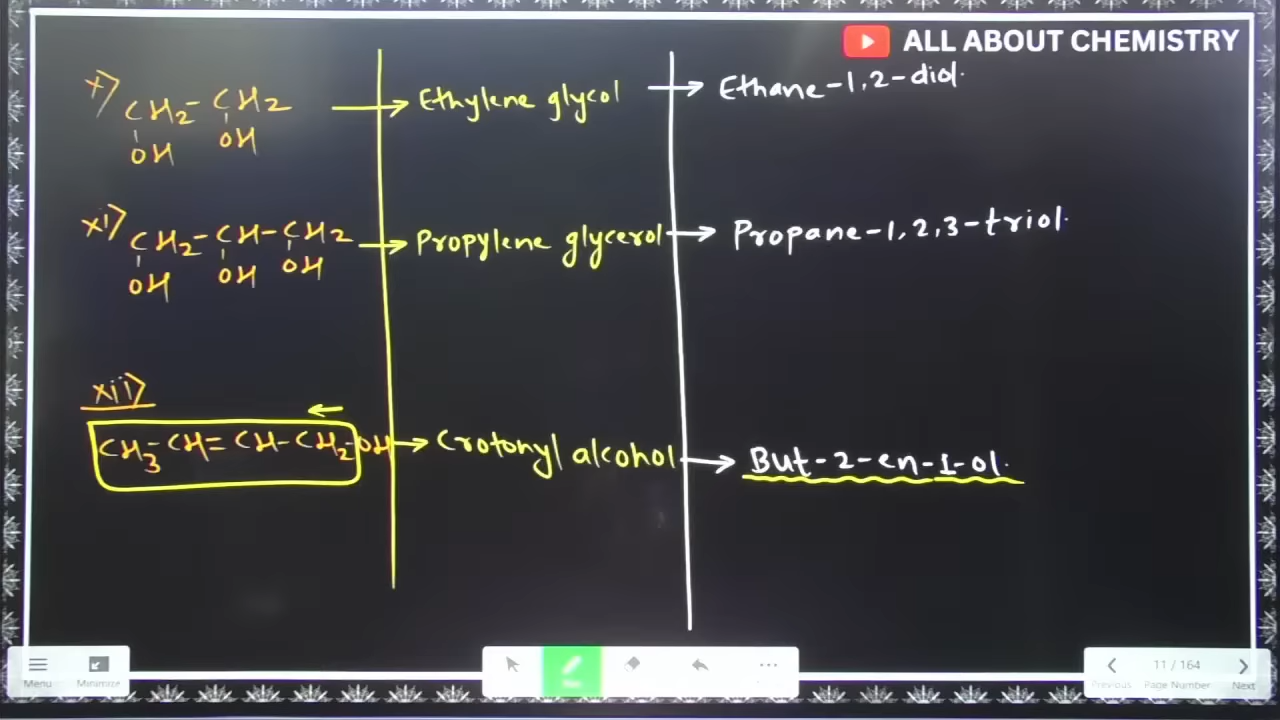 ALL ABOUT CHEMISTRY
x) CH2-CH2 → Ethylene glycol → Ethane-1,2-diol.
OH OH
xi) CH2-CH-CH2 → Propylene glycerol → Propane-1,2,3-triol.
OH OH OH
xii)
CH3-CH=CH-CH2-OH → Crotonyl alcohol → But-2-en-1-ol.
11 / 164
Menu Minimize Pen Previous Page Number Next